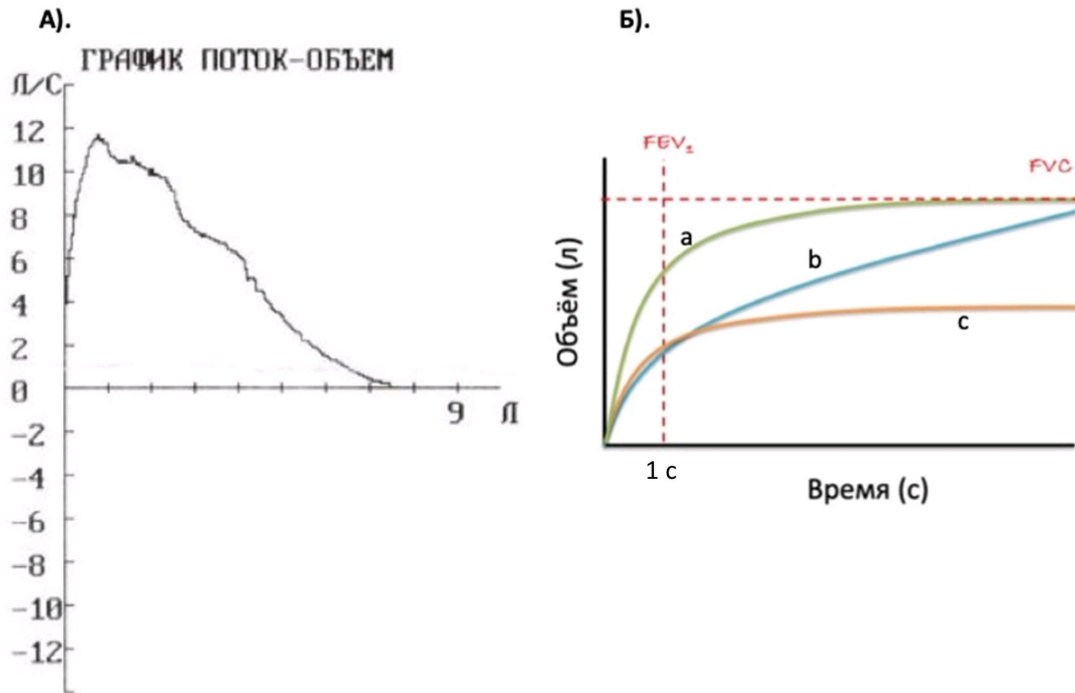 А).
ГРАФИК ПОТОК-ОБЪЕМ
Л/С
12
10
8
6
4
2
0
9 Л
-2
-4
-6
-8
-10
-12
Б).
FEV₁
FVC
a
b
c
Объём (л)
1 с
Время (с)